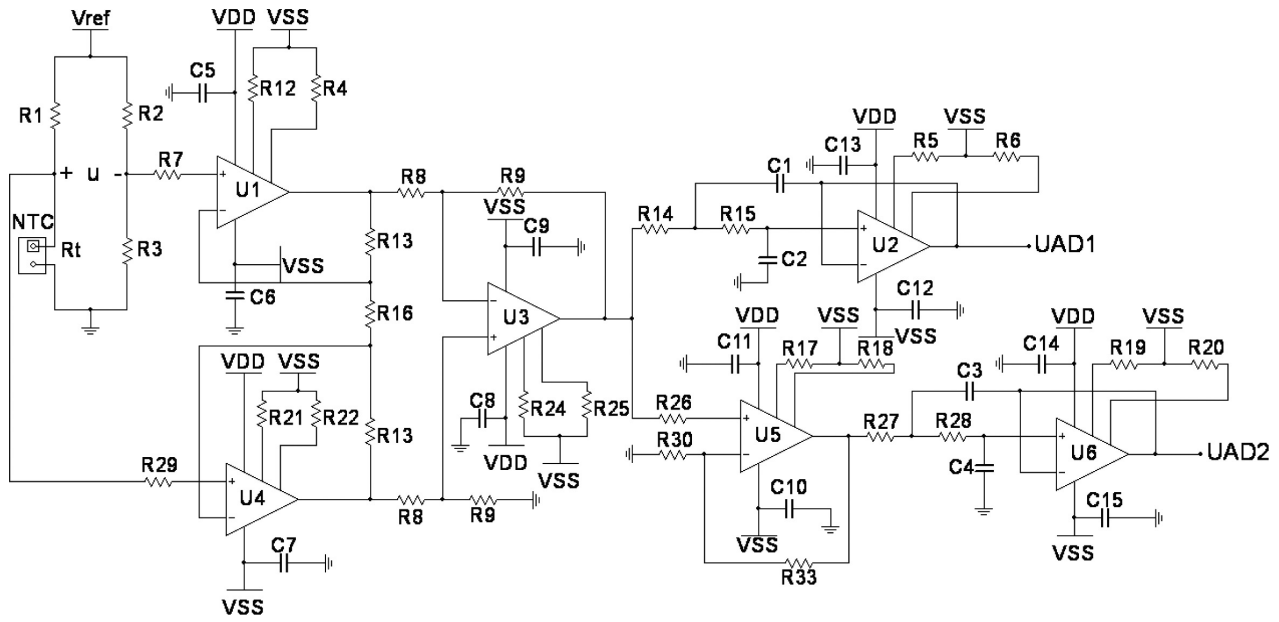 Vref
VDD
VSS
C5
R12
R4
R1
R2
+ u -
R7
+
U1
-
NTC
Rt
R3
VSS
C6
R13
R16
R13
R8
R9
VSS
C9
-
U3
+
C8
VDD
R24
R25
VSS
VDD
VSS
R21
R22
R29
+
U4
-
C7
VSS
R8
R9
R14
R15
C1
C2
VDD
C13
VSS
R5
R6
+
U2
-
UAD1
C12
VSS
VDD
C11
VSS
R17
R18
R26
R30
+
U5
-
C10
VSS
R33
R27
R28
C3
C4
VDD
C14
VSS
R19
R20
+
U6
-
UAD2
C15
VSS